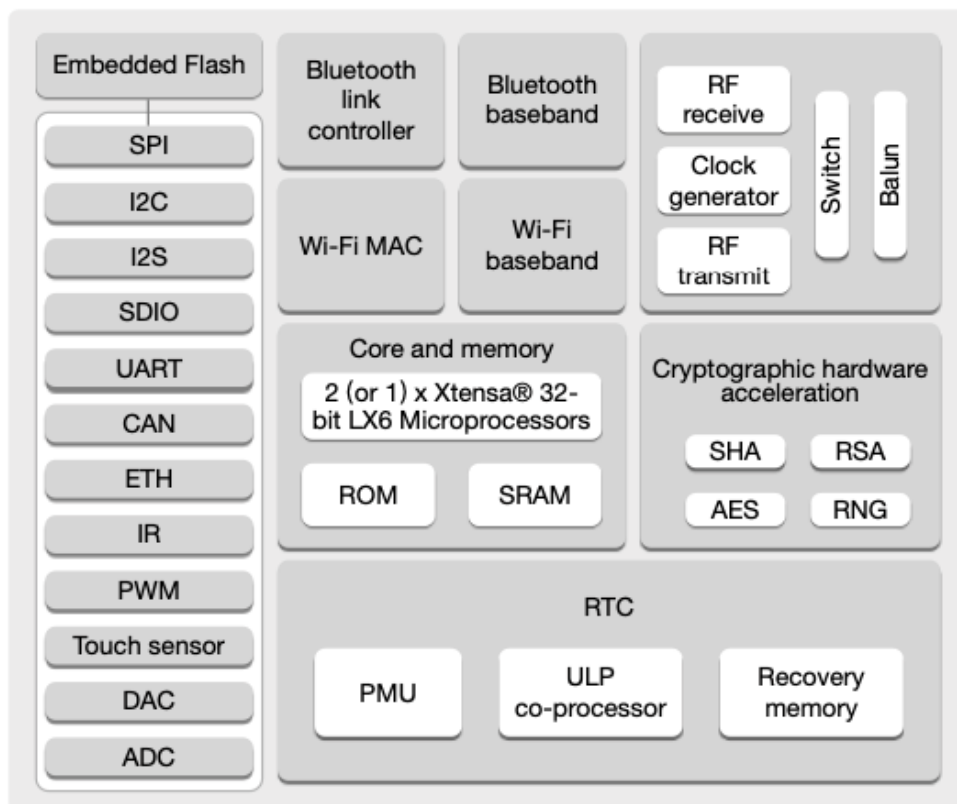 Embedded Flash
SPI
I2C
I2S
SDIO
UART
CAN
ETH
IR
PWM
Touch sensor
DAC
ADC
Bluetooth
link
controller
Bluetooth
baseband
Wi-Fi MAC
Wi-Fi
baseband
RF
receive
Clock
generator
RF
transmit
Switch
Balun
Core and memory
2 (or 1) x Xtensa® 32-
bit LX6 Microprocessors
ROM
SRAM
Cryptographic hardware
acceleration
SHA
RSA
AES
RNG
RTC
PMU
ULP
co-processor
Recovery
memory